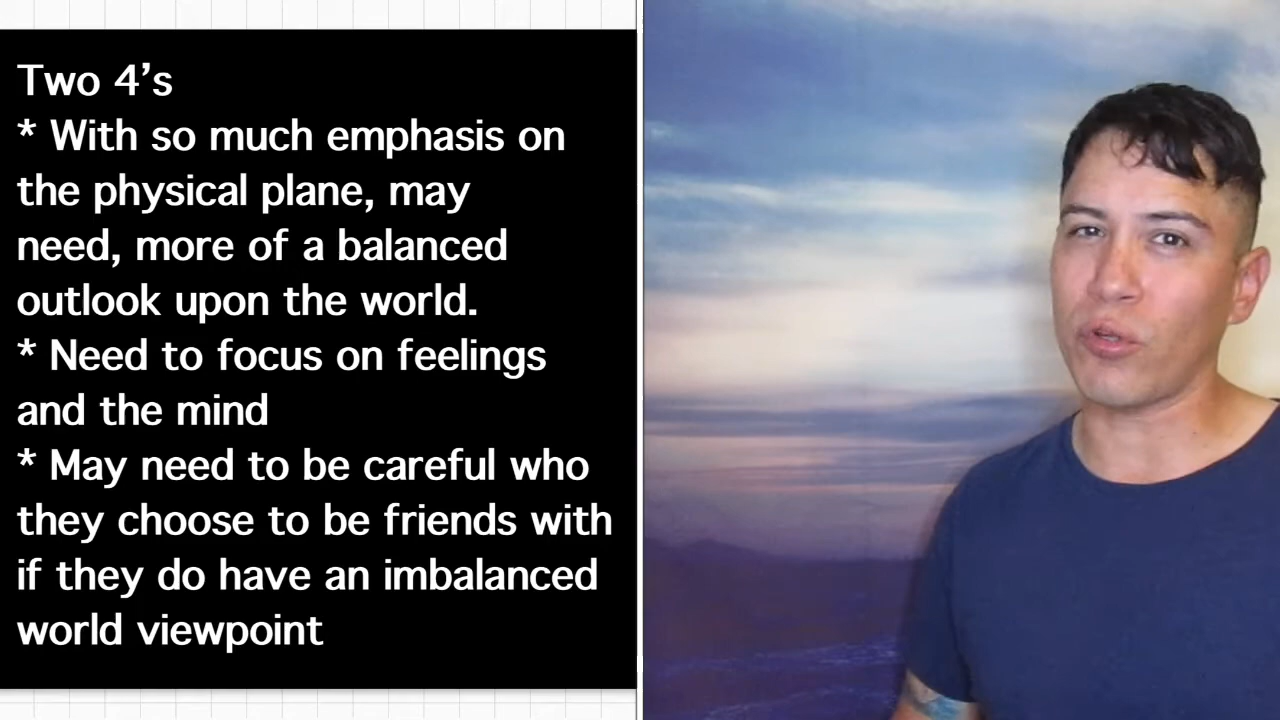 Two 4’s
* With so much emphasis on
the physical plane, may
need, more of a balanced
outlook upon the world.
* Need to focus on feelings
and the mind
* May need to be careful who
they choose to be friends with
if they do have an imbalanced
world viewpoint